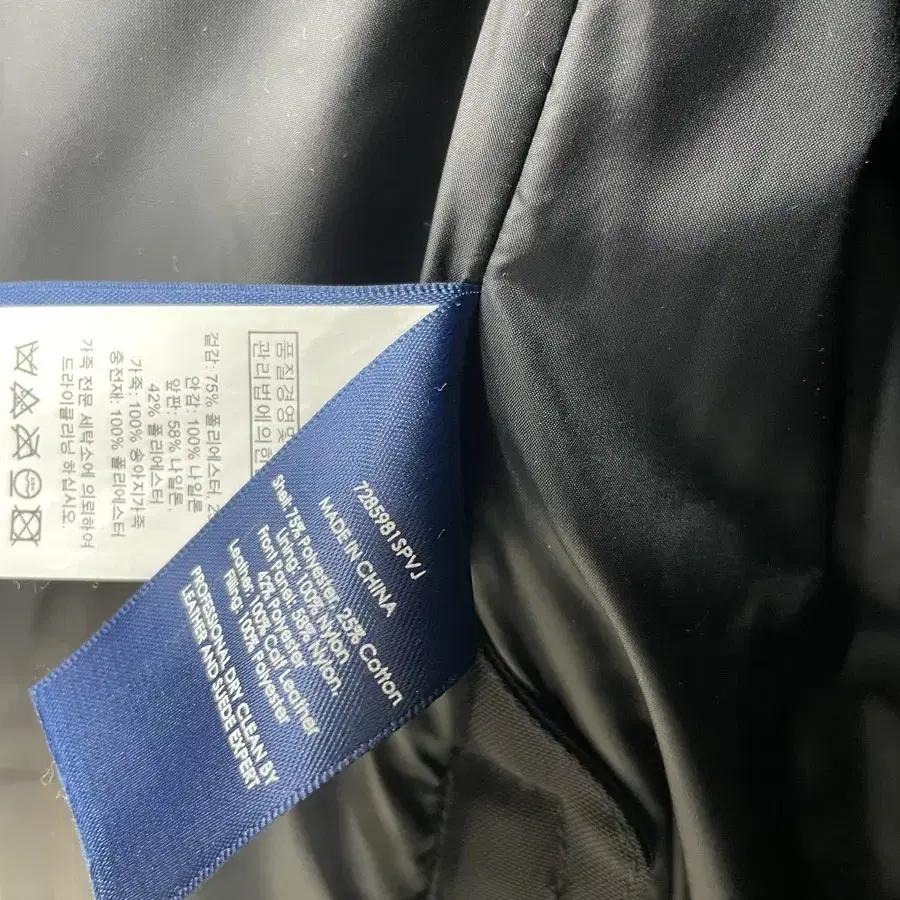 품질경영및
관리법에의한
겉감: 75% 폴리에스터, 2
안감: 100% 나일론
앞판: 58% 나일론.
42% 폴리에스터
가죽: 100% 송아지가죽
충전재: 100% 폴리에스터
가죽 전문 세탁소에 의뢰하여
드라이클리닝 하십시오.
7285981SPVJ
MADE IN CHINA
Shell: 75% Polyester, 25% Cotton
Lining: 100% Nylon
Front Panel: 58% Nylon.
42% Polyester
Leather: 100% Calf Leather
Filling: 100% Polyester
PROFESSIONAL DRY CLEAN BY
LEATHER AND SUEDE EXPERT